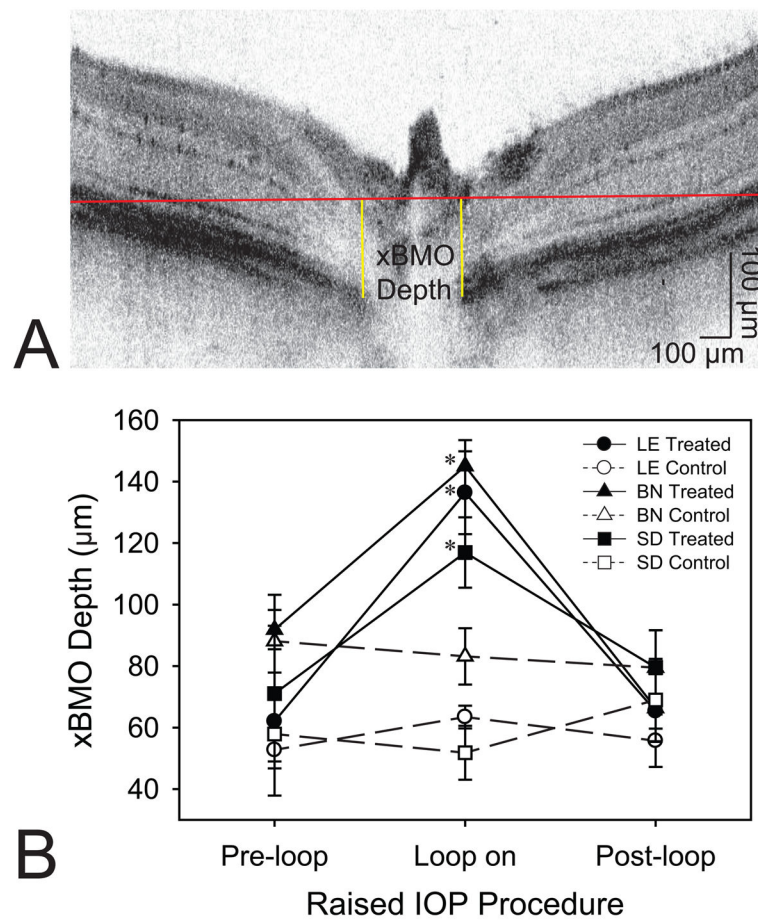 xBMO
Depth
100 µm
100 µm
A
160
140
120
100
80
60
40
xBMO Depth (µm)
* 
*
*
LE Treated
LE Control
BN Treated
BN Control
SD Treated
SD Control
Pre-loop Loop on Post-loop
Raised IOP Procedure
B